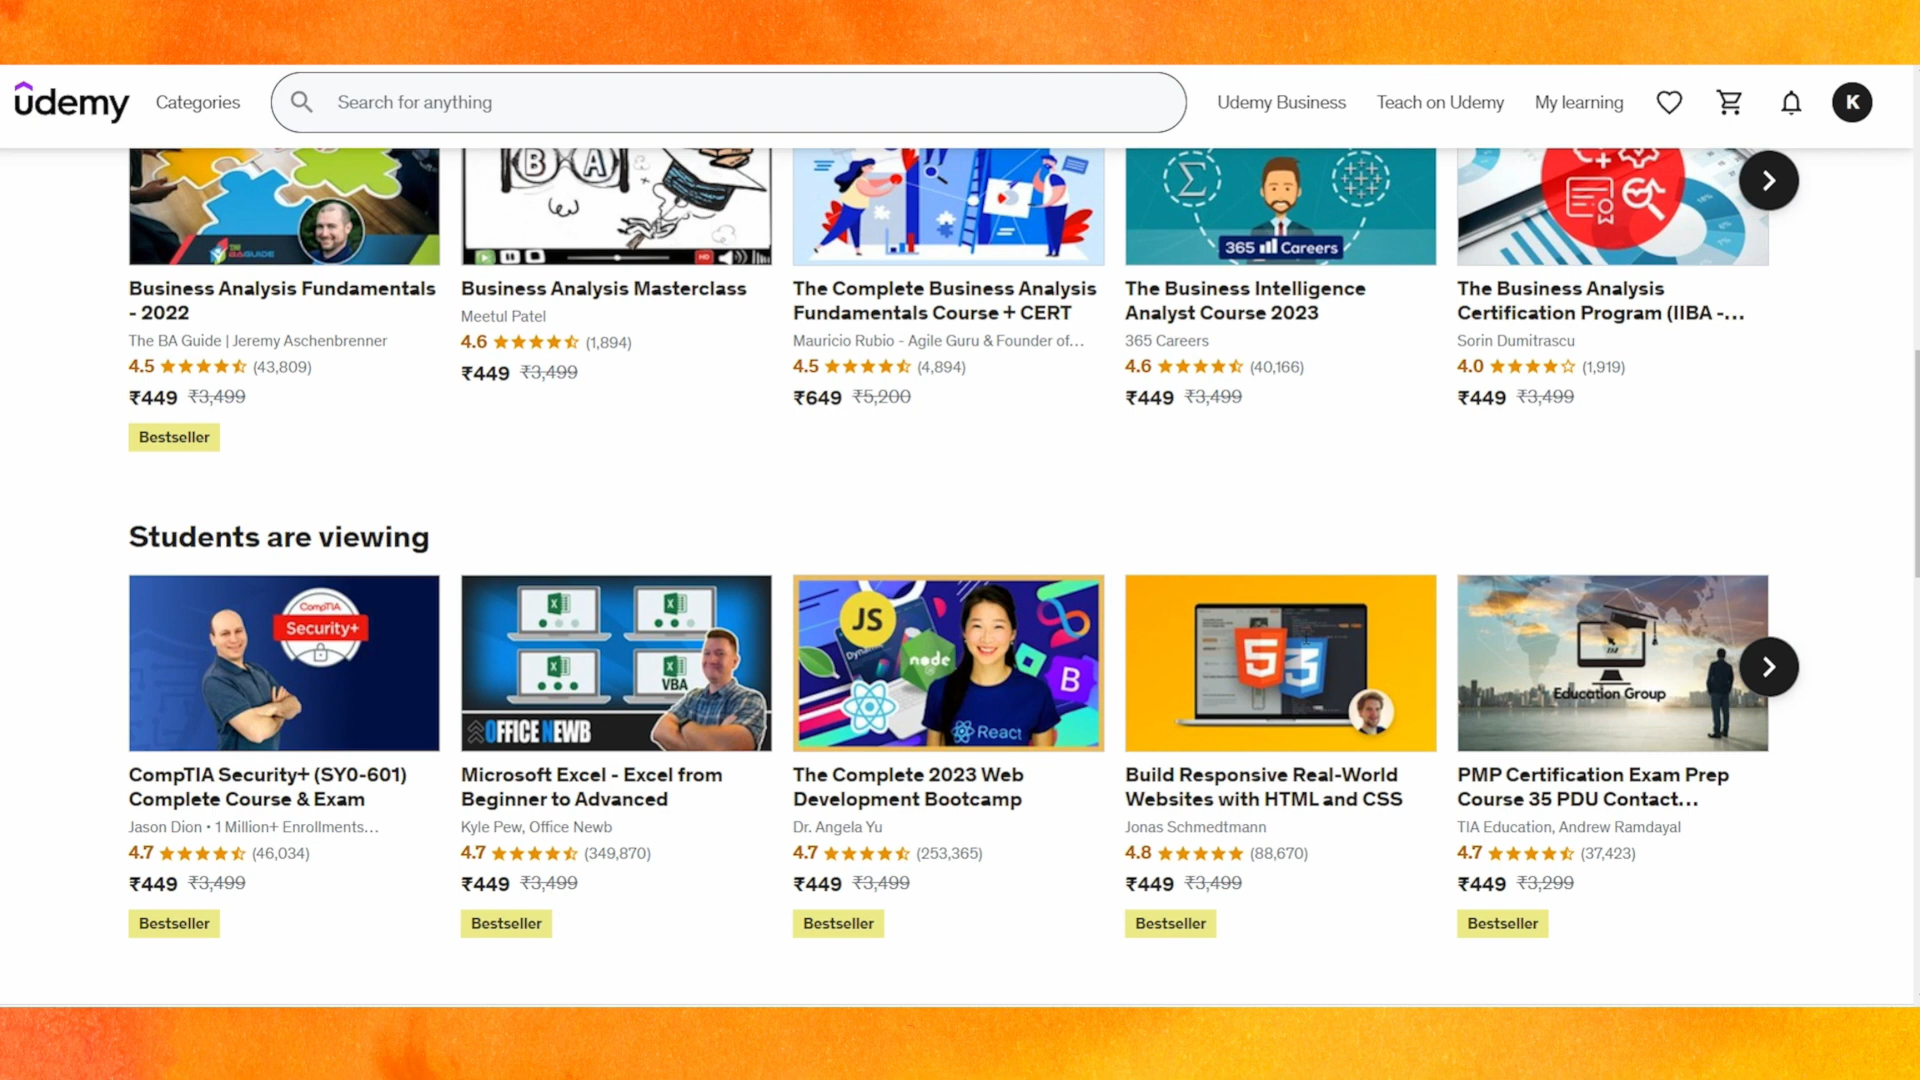 udemy
Categories
Search for anything
Udemy Business
Teach on Udemy
My learning
K
THE BAGUIDE
B A
HD
365 Careers
Business Analysis Fundamentals
- 2022
The BA Guide | Jeremy Aschenbrenner
4.5 (43,809)
₹449 ₹3,499
Bestseller
Business Analysis Masterclass
Meetul Patel
4.6 (1,894)
₹449 ₹3,499
The Complete Business Analysis
Fundamentals Course + CERT
Mauricio Rubio - Agile Guru & Founder of...
4.5 (4,894)
₹649 ₹5,200
The Business Intelligence
Analyst Course 2023
365 Careers
4.6 (40,166)
₹449 ₹3,499
The Business Analysis
Certification Program (IIBA -...
Sorin Dumitrascu
4.0 (1,919)
₹449 ₹3,499
Students are viewing
CompTIA
Security+
CompTIA Security+ (SY0-601)
Complete Course & Exam
Jason Dion • 1 Million+ Enrollments...
4.7 (46,034)
₹449 ₹3,499
Bestseller
VBA
OFFICE NEWB
Microsoft Excel - Excel from
Beginner to Advanced
Kyle Pew, Office Newb
4.7 (349,870)
₹449 ₹3,499
Bestseller
JS
node
B
React
The Complete 2023 Web
Development Bootcamp
Dr. Angela Yu
4.7 (253,365)
₹449 ₹3,499
Bestseller
5 3
Build Responsive Real-World
Websites with HTML and CSS
Jonas Schmedtmann
4.8 (88,670)
₹449 ₹3,499
Bestseller
Education Group
PMP Certification Exam Prep
Course 35 PDU Contact...
TIA Education, Andrew Ramdayal
4.7 (37,423)
₹449 ₹3,299
Bestseller